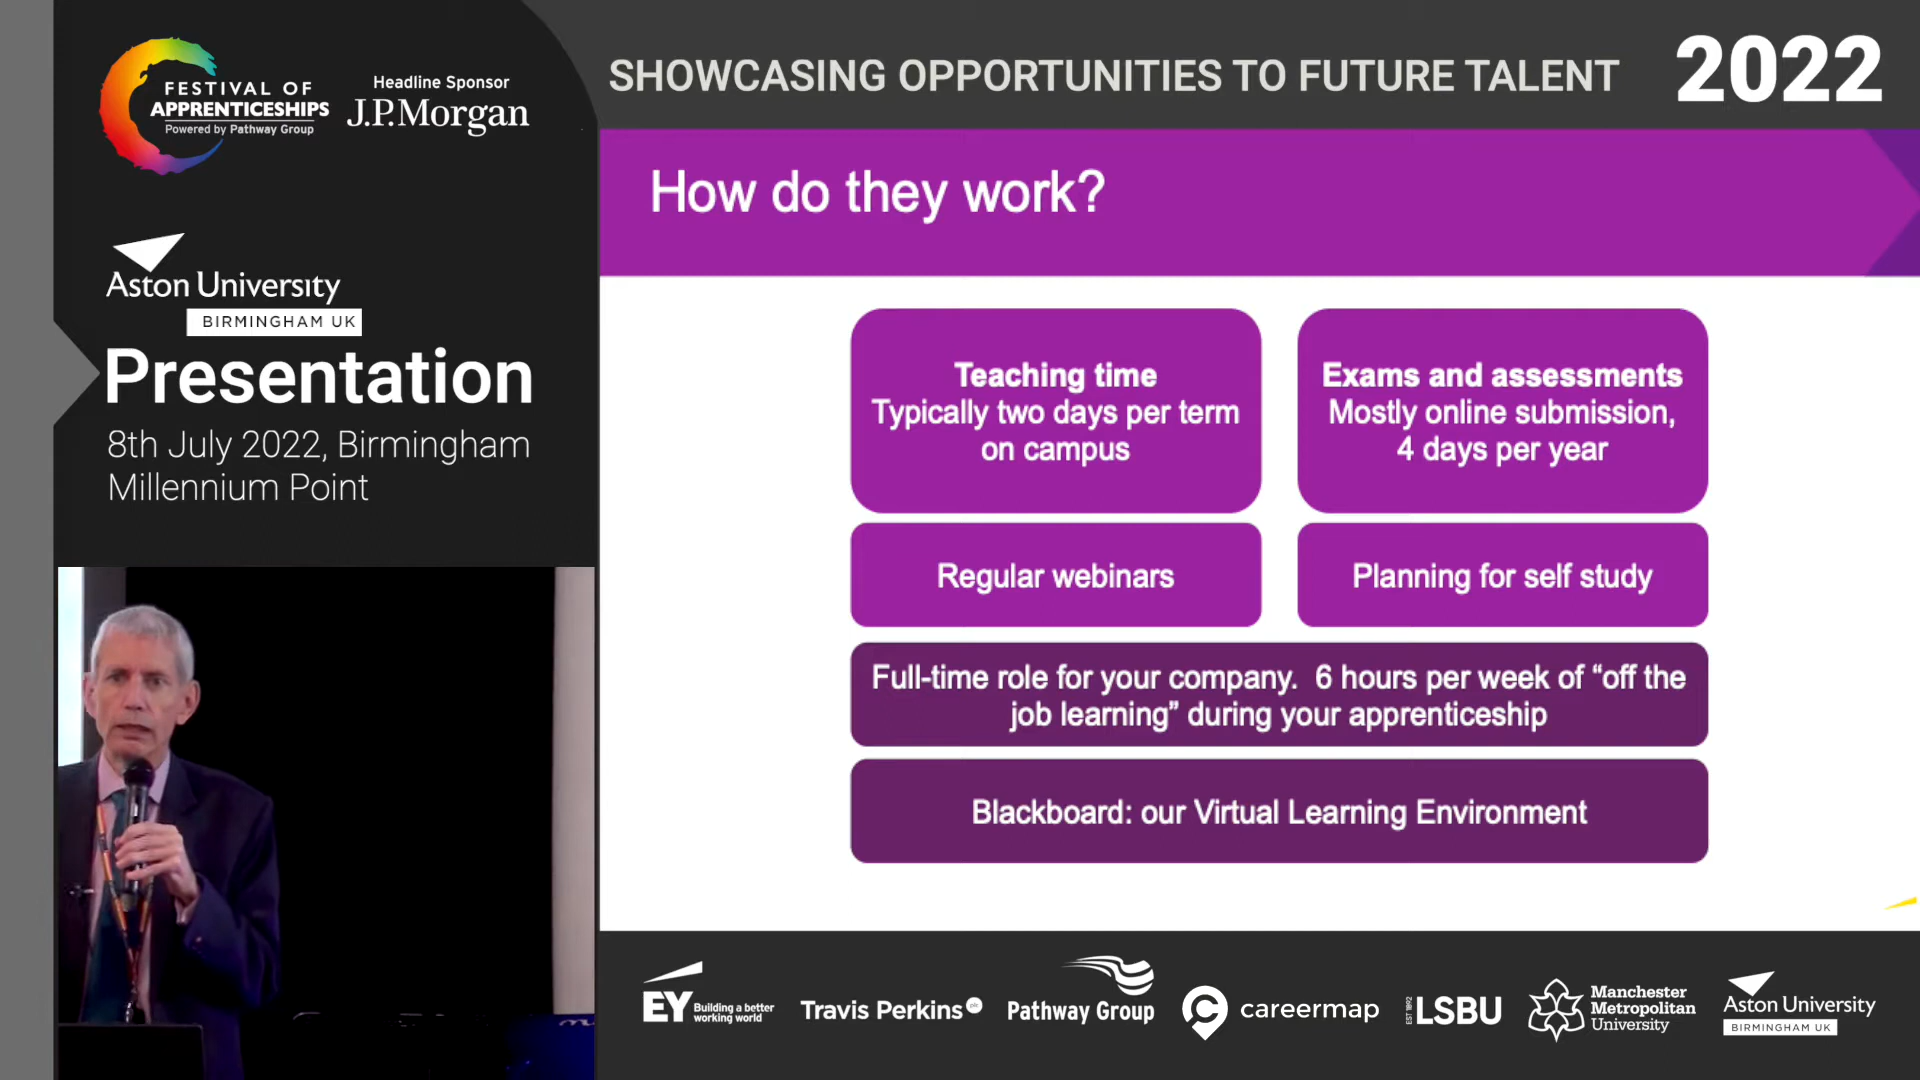 FESTIVAL OF
APPRENTICESHIPS
Powered by Pathway Group
Headline Sponsor
J.P.Morgan
SHOWCASING OPPORTUNITIES TO FUTURE TALENT
2022
Aston University
BIRMINGHAM UK
Presentation
8th July 2022, Birmingham
Millennium Point
How do they work?
Teaching time
Typically two days per term
on campus
Exams and assessments
Mostly online submission,
4 days per year
Regular webinars
Planning for self study
Full-time role for your company.  6 hours per week of “off the
job learning” during your apprenticeship
Blackboard: our Virtual Learning Environment
EY
Building a better
working world
Travis Perkins plc
Pathway Group
careermap
EST 1892
LSBU
Manchester
Metropolitan
University
Aston University
BIRMINGHAM UK